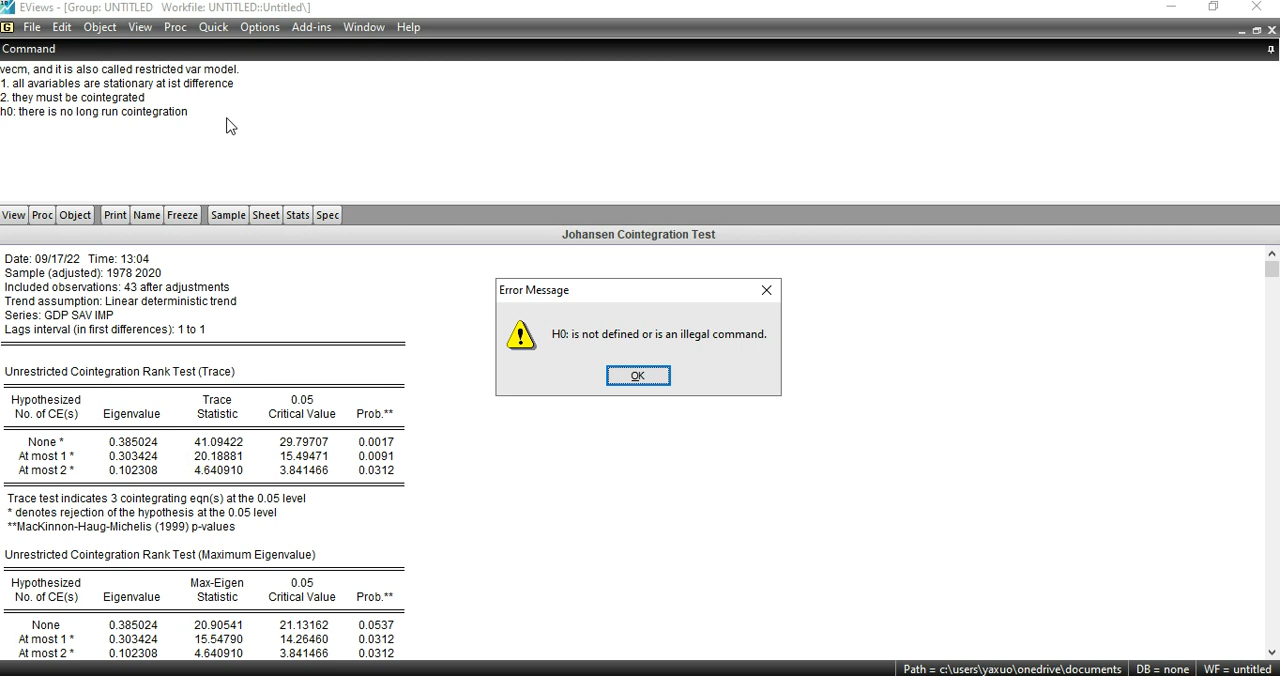 EViews - [Group: UNTITLED Workfile: UNTITLED::Untitled\]
File Edit Object View Proc Quick Options Add-ins Window Help
Command
vecm, and it is also called restricted var model.
1. all avariables are stationary at ist difference
2. they must be cointegrated
h0: there is no long run cointegration
View Proc Object Print Name Freeze Sample Sheet Stats Spec
Johansen Cointegration Test
Date: 09/17/22 Time: 13:04
Sample (adjusted): 1978 2020
Included observations: 43 after adjustments
Trend assumption: Linear deterministic trend
Series: GDP SAV IMP
Lags interval (in first differences): 1 to 1
Unrestricted Cointegration Rank Test (Trace)
Hypothesized Trace 0.05
No. of CE(s) Eigenvalue Statistic Critical Value Prob.**
None * 0.385024 41.09422 29.79707 0.0017
At most 1 * 0.303424 20.18881 15.49471 0.0091
At most 2 * 0.102308 4.640910 3.841466 0.0312
Trace test indicates 3 cointegrating eqn(s) at the 0.05 level
* denotes rejection of the hypothesis at the 0.05 level
**MacKinnon-Haug-Michelis (1999) p-values
Unrestricted Cointegration Rank Test (Maximum Eigenvalue)
Hypothesized Max-Eigen 0.05
No. of CE(s) Eigenvalue Statistic Critical Value Prob.**
None 0.385024 20.90541 21.13162 0.0537
At most 1 * 0.303424 15.54790 14.26460 0.0312
At most 2 * 0.102308 4.640910 3.841466 0.0312
Error Message
H0: is not defined or is an illegal command.
OK
Path = c:\users\yaxuo\onedrive\documents DB = none WF = untitled